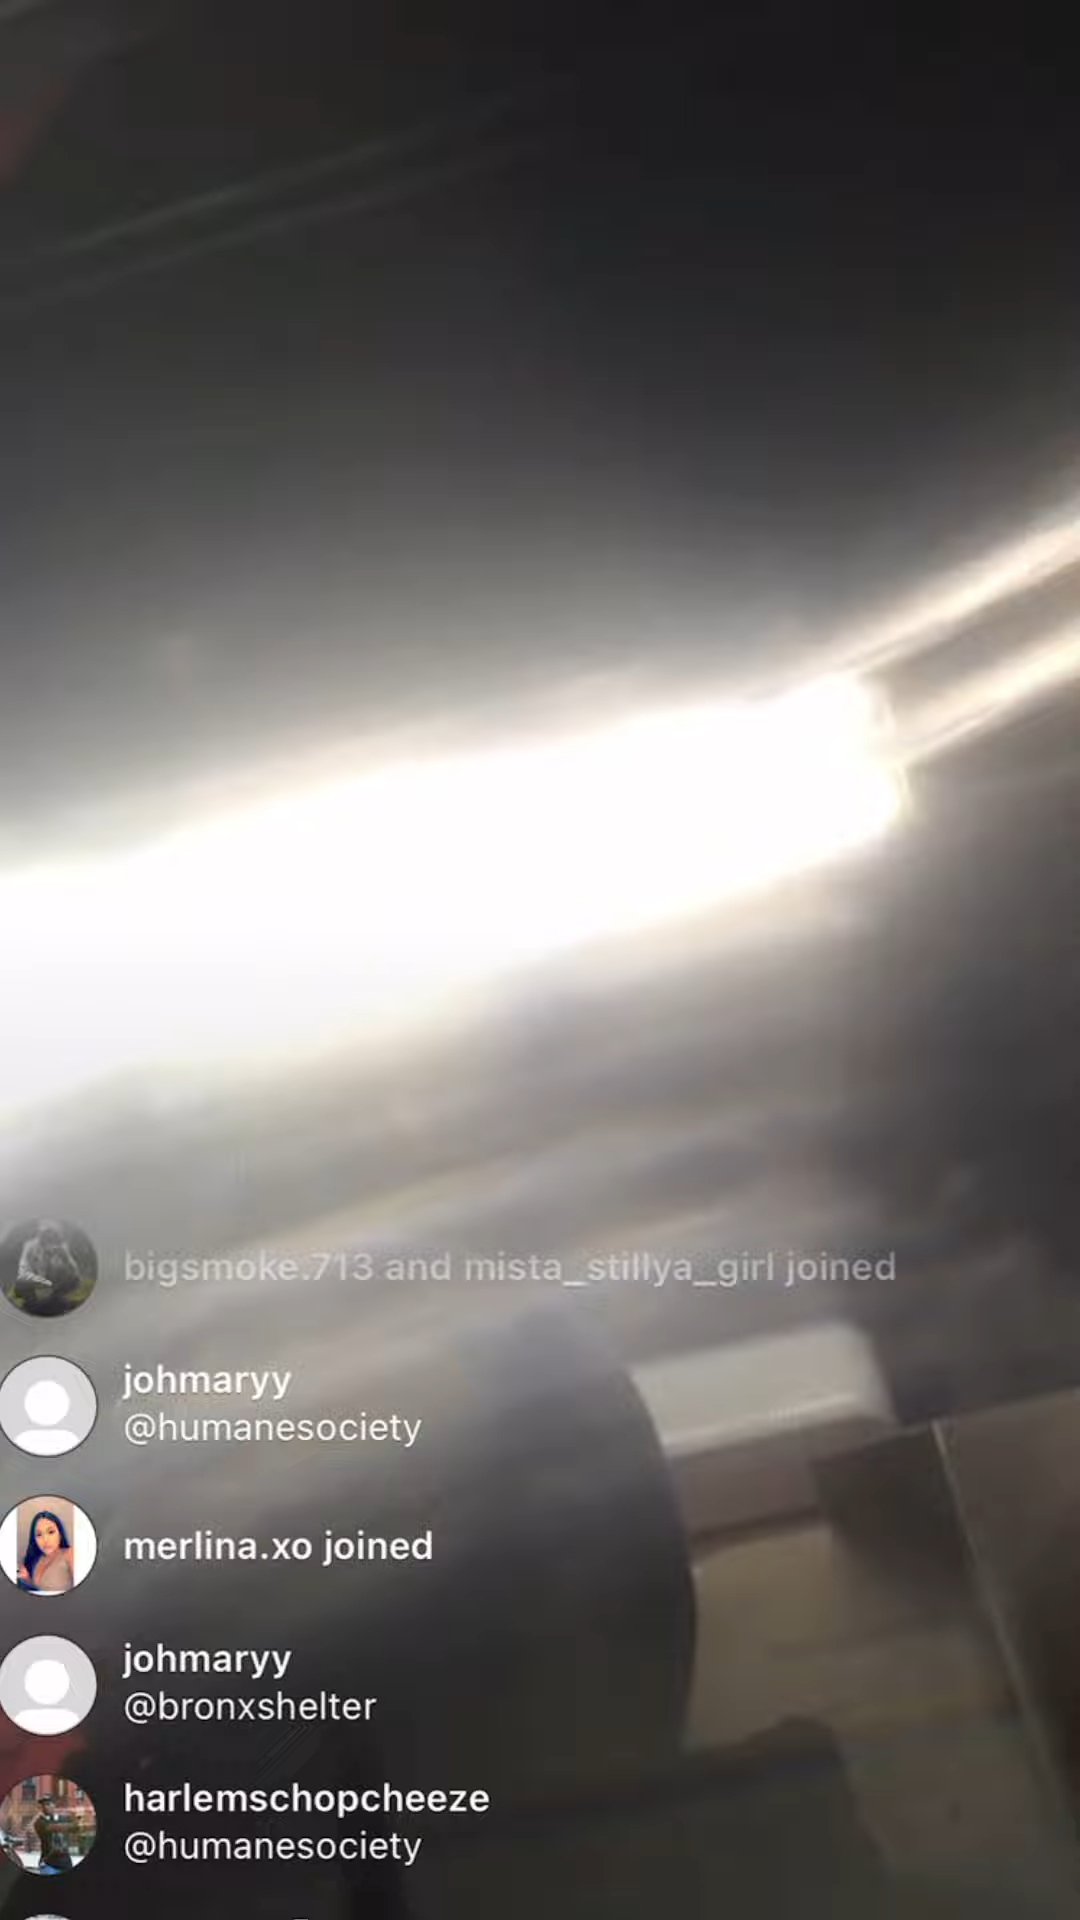 bigsmoke.713 and mista_stillya_girl joined
johmaryy
@humanesociety
merlina.xo joined
johmaryy
@bronxshelter
harlemschopcheeze
@humanesociety